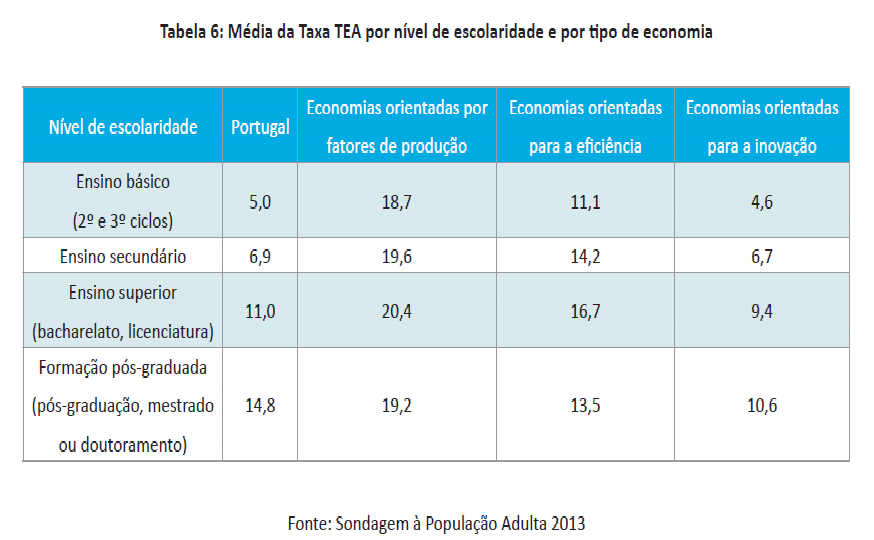 Tabela 6: Média da Taxa TEA por nível de escolaridade e por tipo de economia
Nível de escolaridade
Portugal
Economias orientadas por
fatores de produção
Economias orientadas
para a eficiência
Economias orientadas
para a inovação
Ensino básico
(2º e 3º ciclos)
5,0
18,7
11,1
4,6
Ensino secundário
6,9
19,6
14,2
6,7
Ensino superior
(bacharelato, licenciatura)
11,0
20,4
16,7
9,4
Formação pós-graduada
(pós-graduação, mestrado
ou doutoramento)
14,8
19,2
13,5
10,6
Fonte: Sondagem à População Adulta 2013